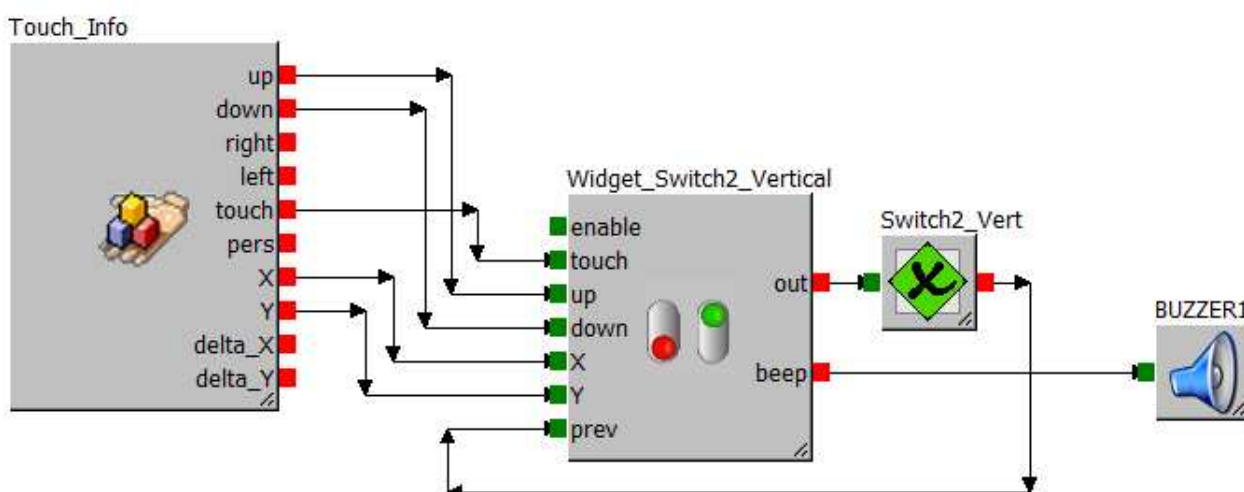 Touch_Info
up
down
right
left
touch
pers
X
Y
delta_X
delta_Y
Widget_Switch2_Vertical
enable
touch
up
down
X
Y
prev
out
beep
Switch2_Vert
BUZZER1